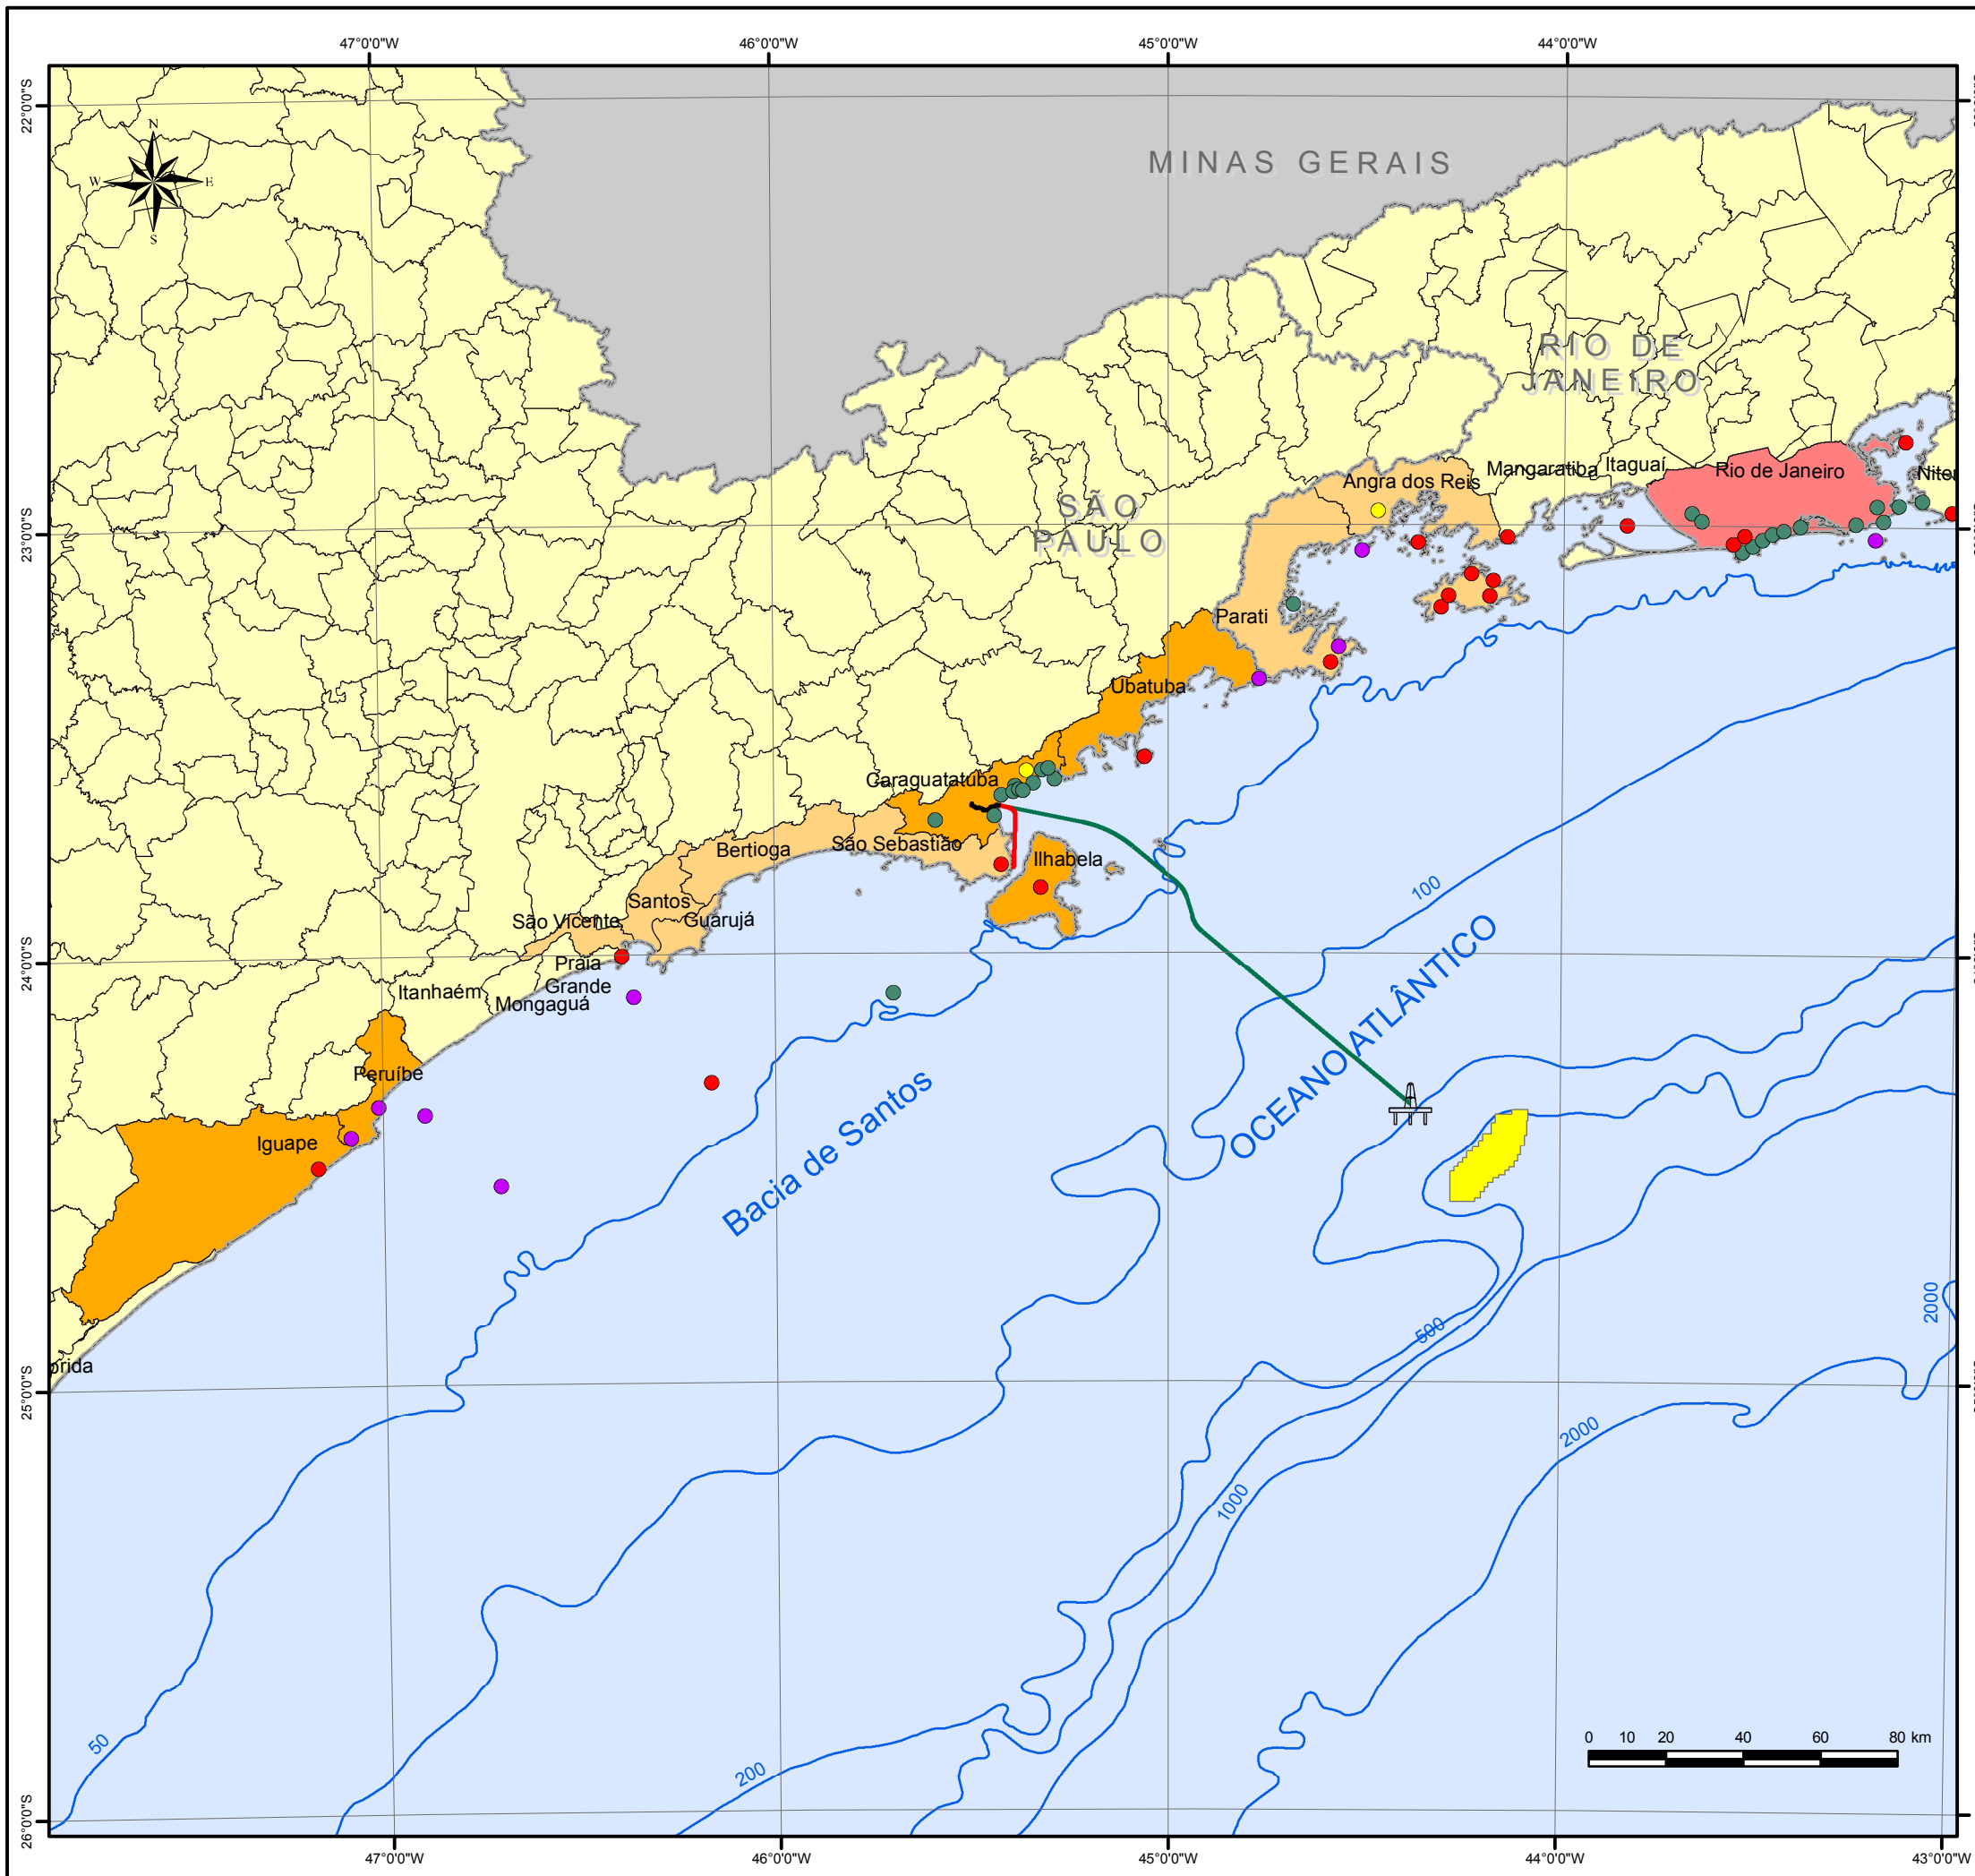 47°0'0"W
46°0'0"W
45°0'0"W
44°0'0"W
22°0'0"S
23°0'0"S
24°0'0"S
25°0'0"S
26°0'0"S
N
W
E
S
MINAS GERAIS
RIO DE
JANEIRO
SÃO
PAULO
Mangaratiba
Itaguaí
Rio de Janeiro
Niter
Angra dos Reis
Parati
Ubatuba
Caraguatatuba
São Sebastião
Ilhabela
Bertioga
Santos
São Vicente
Guarujá
Praia
Grande
Itanhaém
Mongaguá
Peruíbe
Iguape
orida
Bacia de Santos
OCEANO ATLÂNTICO
100
500
2000
2000
1000
50
200
0 10 20 40 60 80 km
47°0'0"W
46°0'0"W
45°0'0"W
44°0'0"W
43°0'0"W